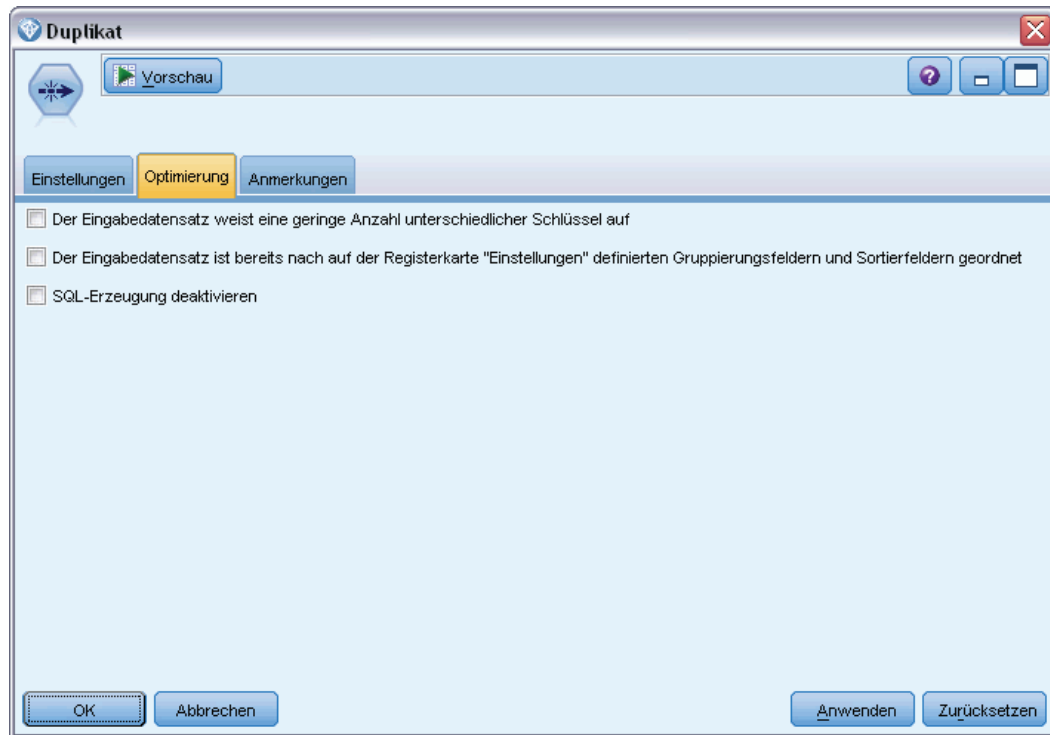 Duplikat
Vorschau
?
Einstellungen Optimierung Anmerkungen
Der Eingabedatensatz weist eine geringe Anzahl unterschiedlicher Schlüssel auf
Der Eingabedatensatz ist bereits nach auf der Registerkarte "Einstellungen" definierten Gruppierungsfeldern und Sortierfeldern geordnet
SQL-Erzeugung deaktivieren
OK Abbrechen Anwenden Zurücksetzen